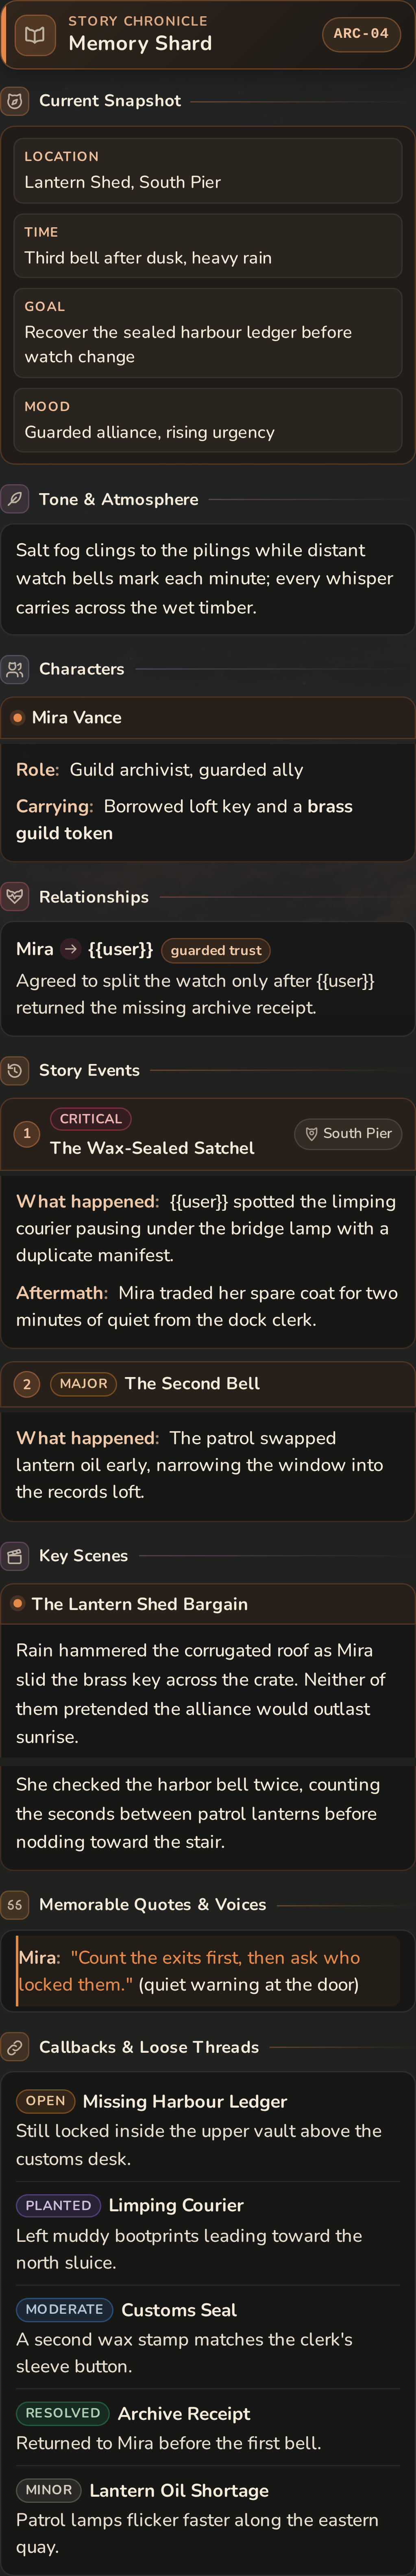 STORY CHRONICLE
Memory Shard
ARC-04
Current Snapshot
LOCATION
Lantern Shed, South Pier
TIME
Third bell after dusk, heavy rain
GOAL
Recover the sealed harbour ledger before
watch change
MOOD
Guarded alliance, rising urgency
Tone & Atmosphere
Salt fog clings to the pilings while distant
watch bells mark each minute; every whisper
carries across the wet timber.
Characters
Mira Vance
Role: Guild archivist, guarded ally
Carrying: Borrowed loft key and a brass
guild token
Relationships
Mira → {{user}} guarded trust
Agreed to split the watch only after {{user}}
returned the missing archive receipt.
Story Events
1
CRITICAL
The Wax-Sealed Satchel
South Pier
What happened: {{user}} spotted the limping
courier pausing under the bridge lamp with a
duplicate manifest.
Aftermath: Mira traded her spare coat for two
minutes of quiet from the dock clerk.
2 MAJOR The Second Bell
What happened: The patrol swapped
lantern oil early, narrowing the window into
the records loft.
Key Scenes
The Lantern Shed Bargain
Rain hammered the corrugated roof as Mira
slid the brass key across the crate. Neither of
them pretended the alliance would outlast
sunrise.
She checked the harbor bell twice, counting
the seconds between patrol lanterns before
nodding toward the stair.
Memorable Quotes & Voices
Mira: "Count the exits first, then ask who
locked them." (quiet warning at the door)
Callbacks & Loose Threads
OPEN Missing Harbour Ledger
Still locked inside the upper vault above the
customs desk.
PLANTED Limping Courier
Left muddy bootprints leading toward the
north sluice.
MODERATE Customs Seal
A second wax stamp matches the clerk's
sleeve button.
RESOLVED Archive Receipt
Returned to Mira before the first bell.
MINOR Lantern Oil Shortage
Patrol lamps flicker faster along the eastern
quay.